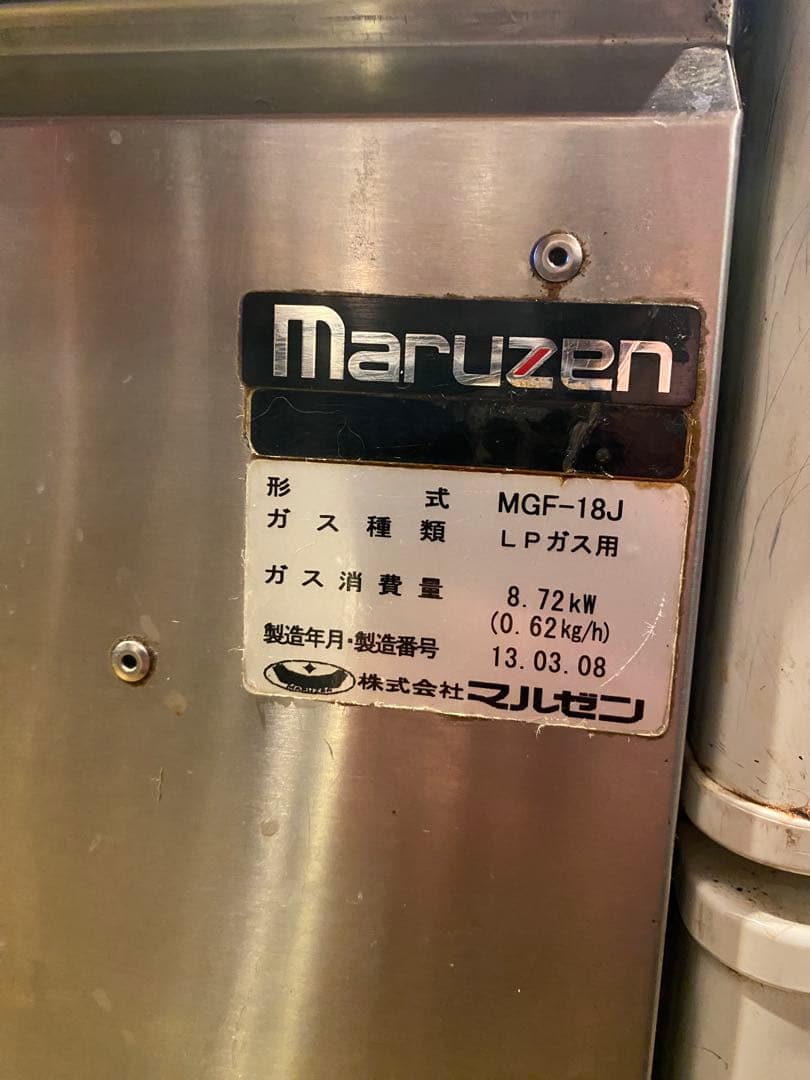 maruzen
形式 MGF-18J
ガス種類 LPガス用
ガス消費量 8.72kW
(0.62kg/h)
製造年月・製造番号 13.03.08
MARUZEN 株式会社マルゼン